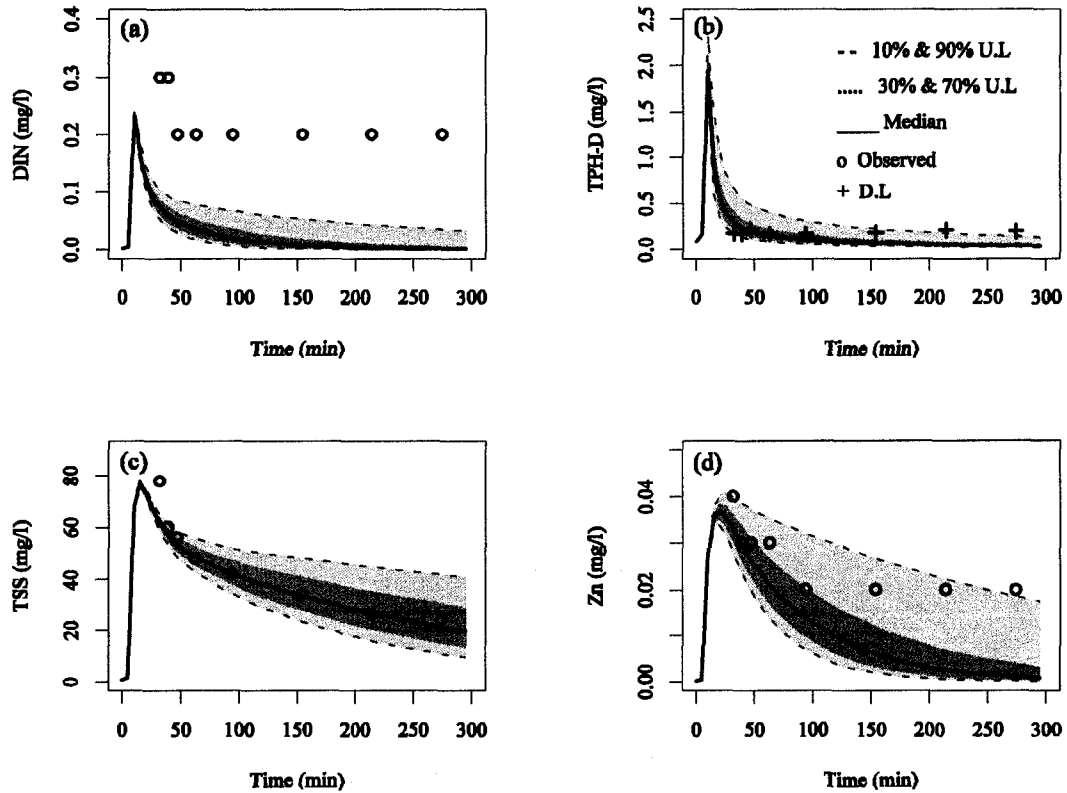 (a)
DIN (mg/l)
0.0 0.1 0.2 0.3 0.4
0 50 100 150 200 250 300
Time (min)
(b)
TPH-D (mg/l)
0.0 0.5 1.0 1.5 2.0 2.5
10% & 90% U.L
30% & 70% U.L
Median
Observed
D.L
0 50 100 150 200 250 300
Time (min)
(c)
TSS (mg/l)
0 20 40 60 80
0 50 100 150 200 250 300
Time (min)
(d)
Zn (mg/l)
0.00 0.02 0.04
0 50 100 150 200 250 300
Time (min)